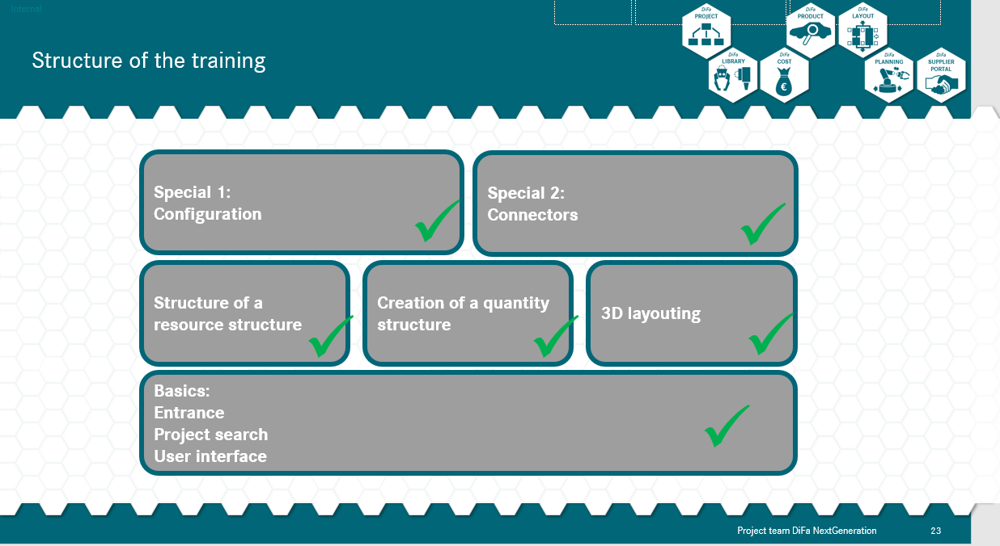 Internal
Structure of the training
DiFa
PROJECT
DiFa
PRODUCT
DiFa
LAYOUT
DiFa
LIBRARY
DiFa
COST
€
DiFa
PLANNING
DiFa
SUPPLIER
PORTAL
Special 1:
Configuration
Special 2:
Connectors
Structure of a
resource structure
Creation of a quantity
structure
3D layouting
Basics:
Entrance
Project search
User interface
Project team DiFa NextGeneration
23